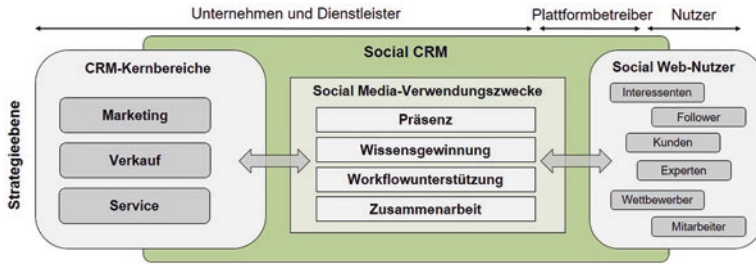 Unternehmen und Dienstleister
Plattformbetreiber
Nutzer
Strategieebene
Social CRM
CRM-Kernbereiche
Marketing
Verkauf
Service
Social Media-Verwendungszwecke
Präsenz
Wissensgewinnung
Workflowunterstützung
Zusammenarbeit
Social Web-Nutzer
Interessenten
Follower
Kunden
Experten
Wettbewerber
Mitarbeiter